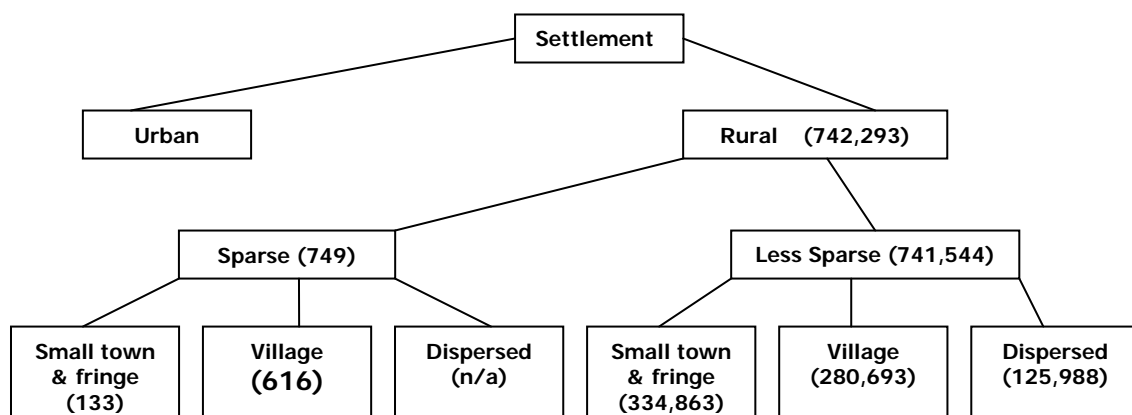 Settlement
Urban
Rural (742,293)
Sparse (749)
Less Sparse (741,544)
Small town
& fringe
(133)
Village
(616)
Dispersed
(n/a)
Small town
& fringe
(334,863)
Village
(280,693)
Dispersed
(125,988)